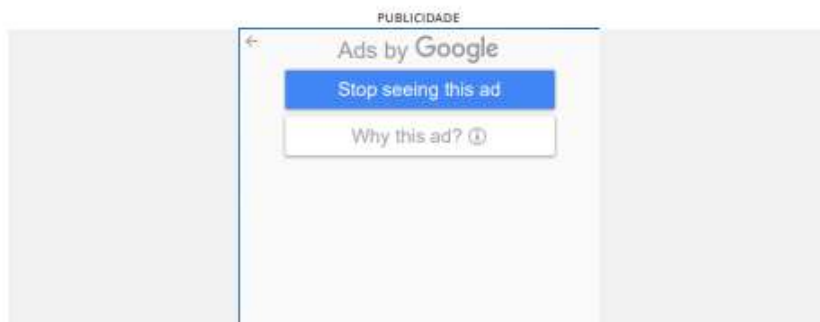 PUBLICIDADE
Ads by Google
Stop seeing this ad
Why this ad?